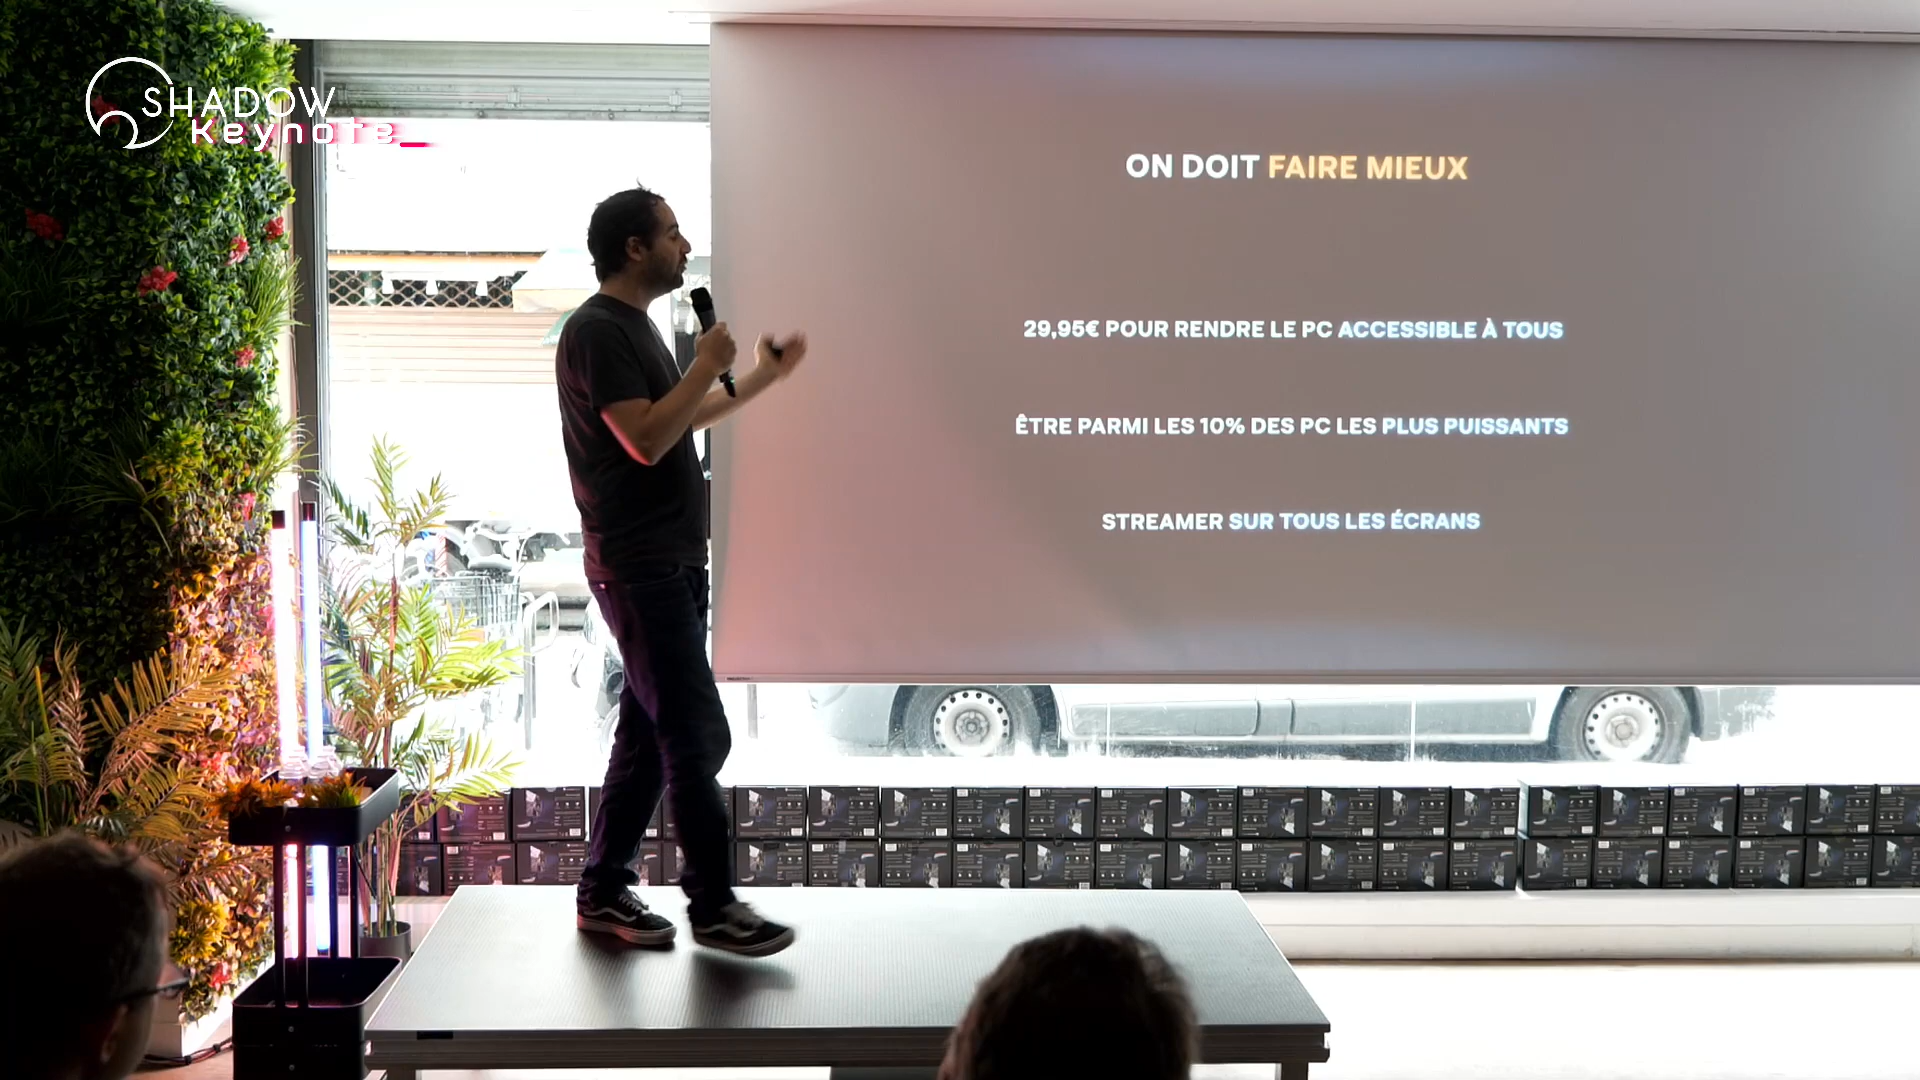 SHADOW
Keynote_
ON DOIT FAIRE MIEUX
29,95€ POUR RENDRE LE PC ACCESSIBLE À TOUS
ÊTRE PARMI LES 10% DES PC LES PLUS PUISSANTS
STREAMER SUR TOUS LES ÉCRANS